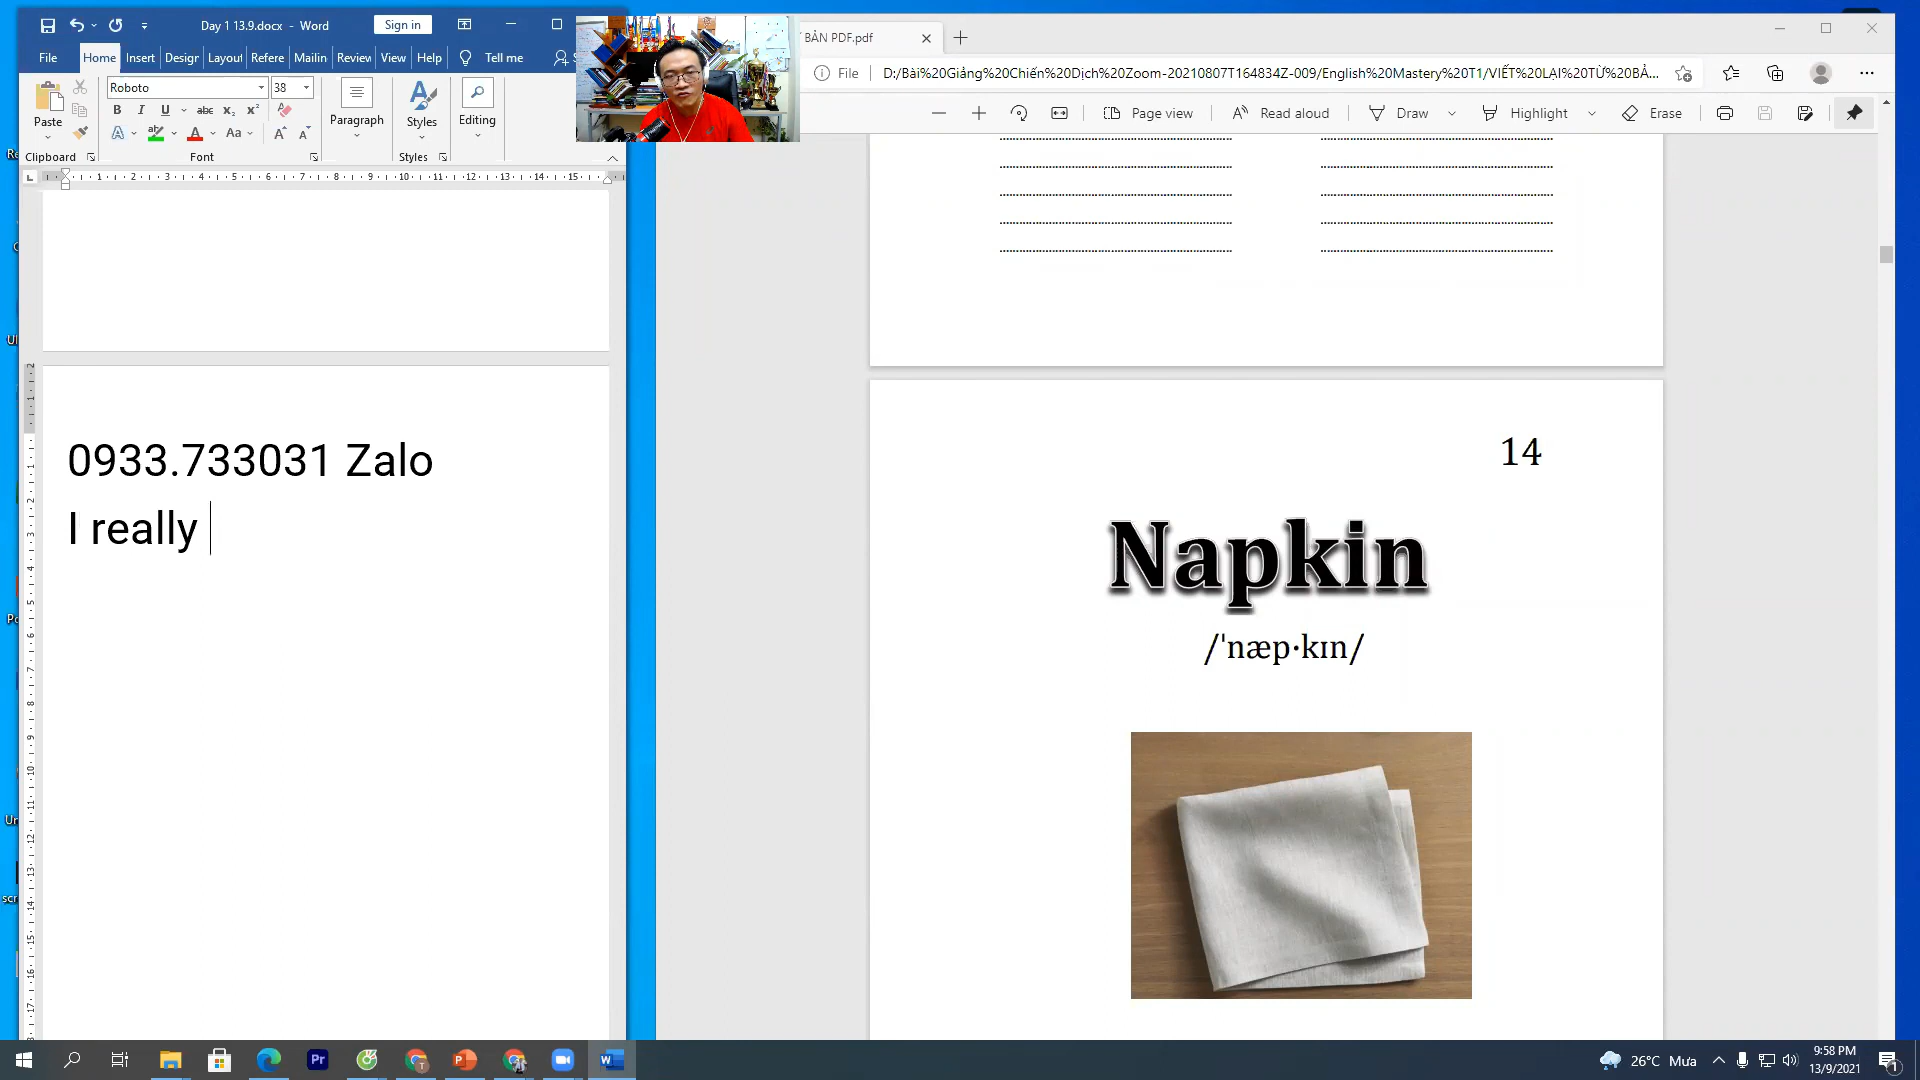 Day 1 13.9.docx - Word
Sign in
File Home Insert Design Layout Refere Mailin Review View Help Tell me
Roboto 38
Paste
Paragraph
Styles
Editing
Clipboard Font Styles
0933.733031 Zalo
I really
BẢN PDF.pdf
File D:/Bài%20Giảng%20Chiến%20Dịch%20Zoom-20210807T164834Z-009/English%20Mastery%20T1/VIẾT%20LẠI%20TỪ%20BẢ...
Page view Read aloud Draw Highlight Erase
14
Napkin
/ˈnæp·kɪn/
26°C Mưa
9:58 PM
13/9/2021